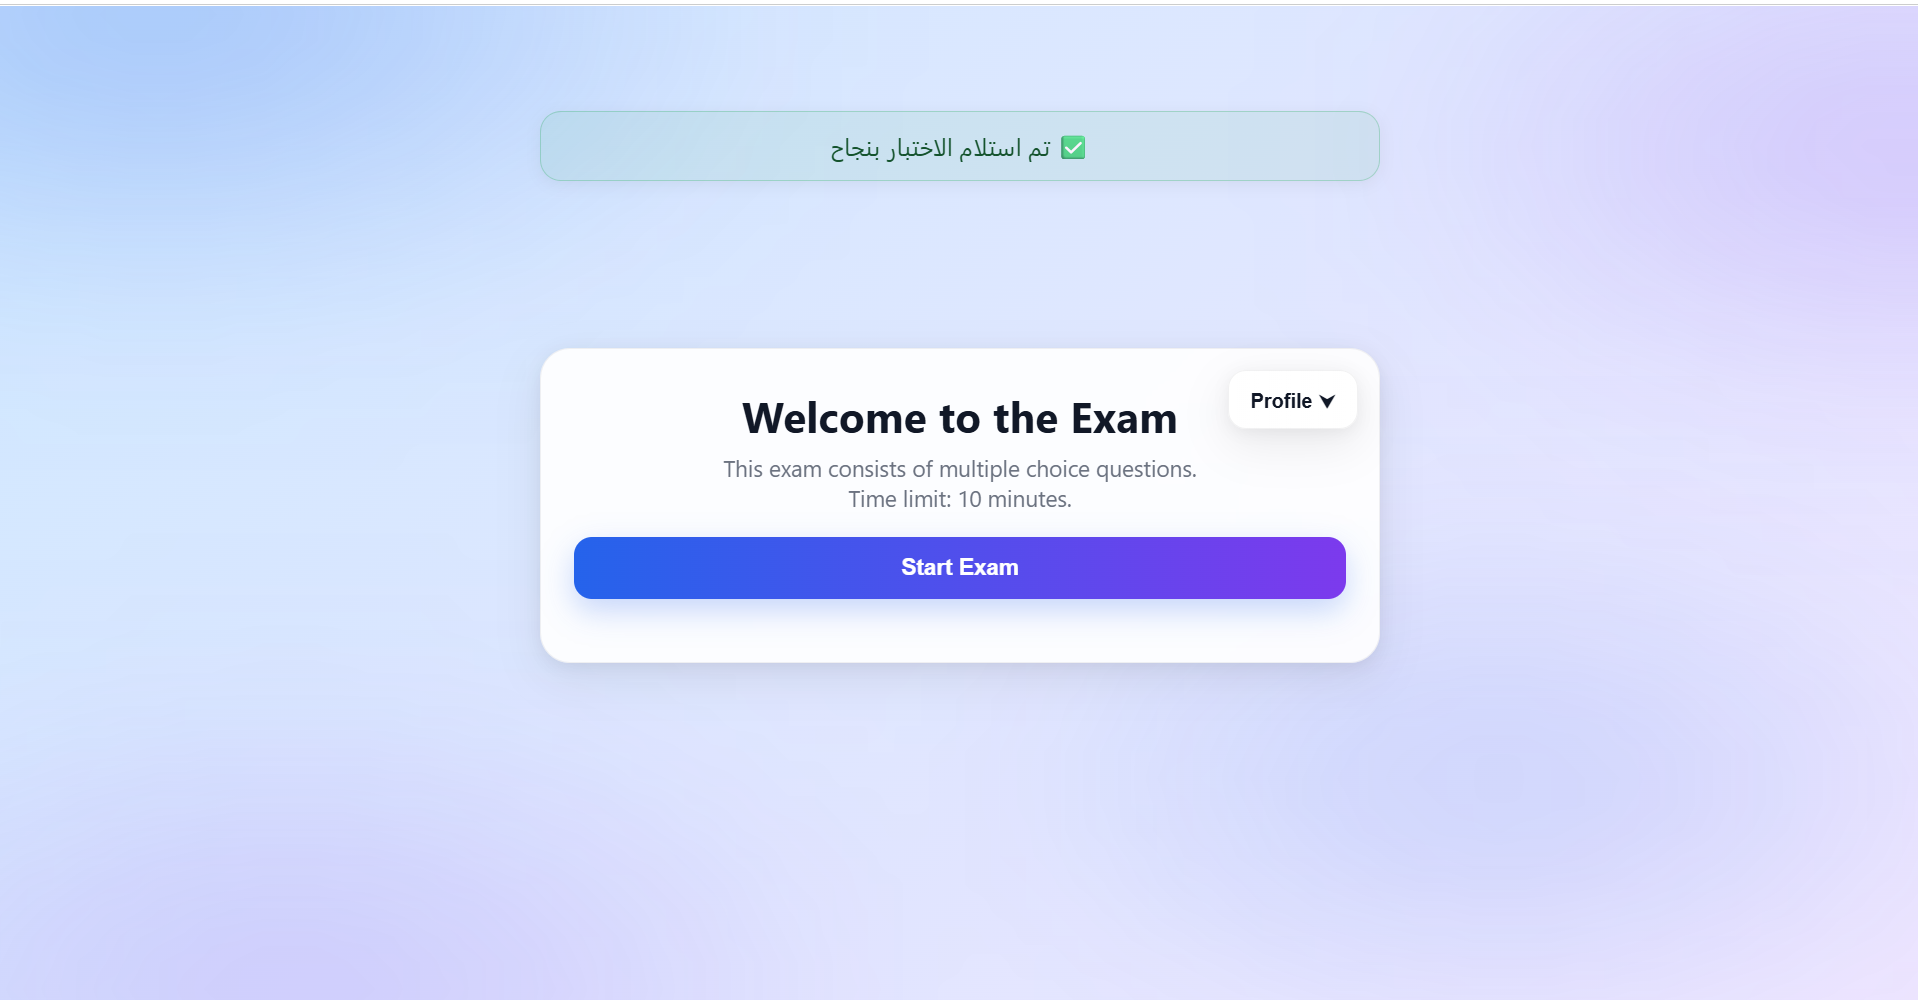 ✅ تم استلام الاختبار بنجاح
Profile ⮟
Welcome to the Exam
This exam consists of multiple choice questions.
Time limit: 10 minutes.
Start Exam